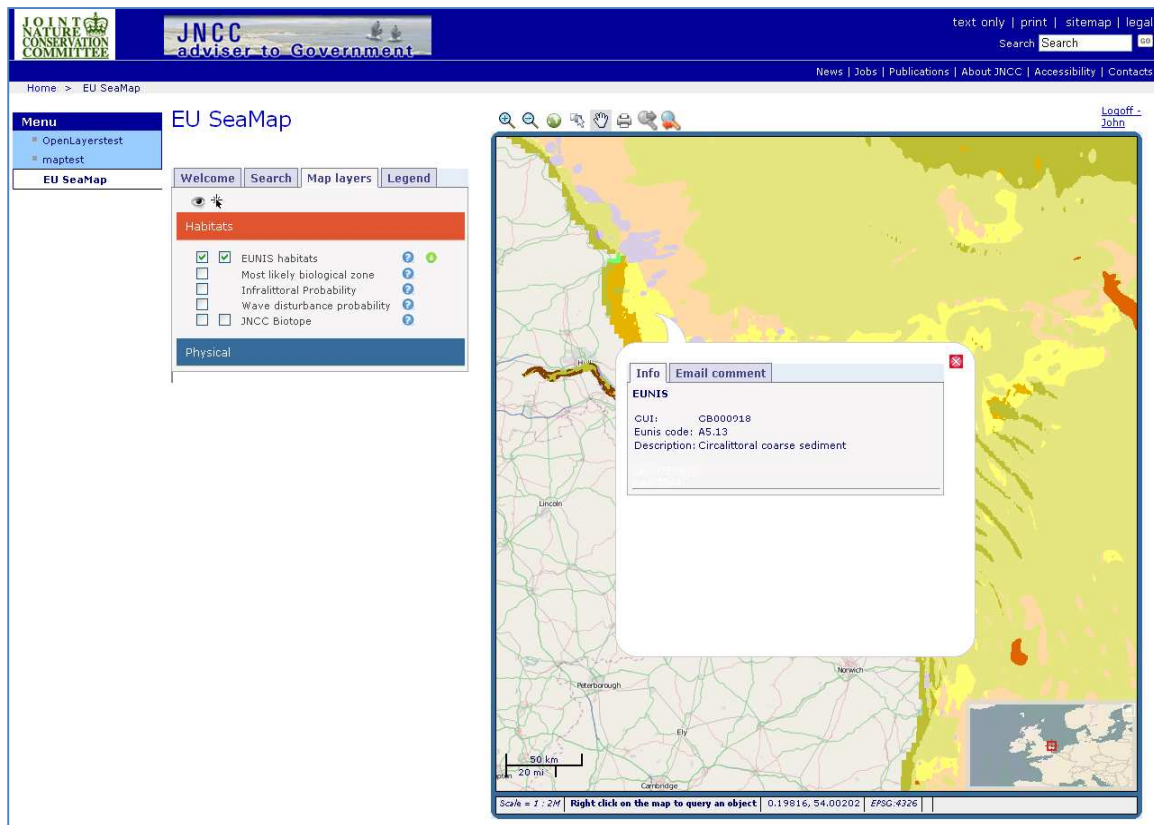 JOINT
NATURE
CONSERVATION
COMMITTEE
JNCC
adviser to Government
text only | print | sitemap | legal
Search Search GO
News | Jobs | Publications | About JNCC | Accessibility | Contacts
Home > EU SeaMap
Menu
OpenLayerstest
maptest
EU SeaMap
EU SeaMap
Logoff -
John
Welcome Search Map layers Legend
Habitats
EUNIS habitats
Most likely biological zone
Infralittoral Probability
Wave disturbance probability
JNCC Biotope
Physical
Hull
Info Email comment
EUNIS
GUI: GB000918
Eunis code: A5.13
Description: Circalittoral coarse sediment
Lincoln
Norwich
Peterborough
Ely
50 km
20 mi
Cambridge
Scale = 1 : 2M Right click on the map to query an object 0.19816, 54.00202 EPSG:4326